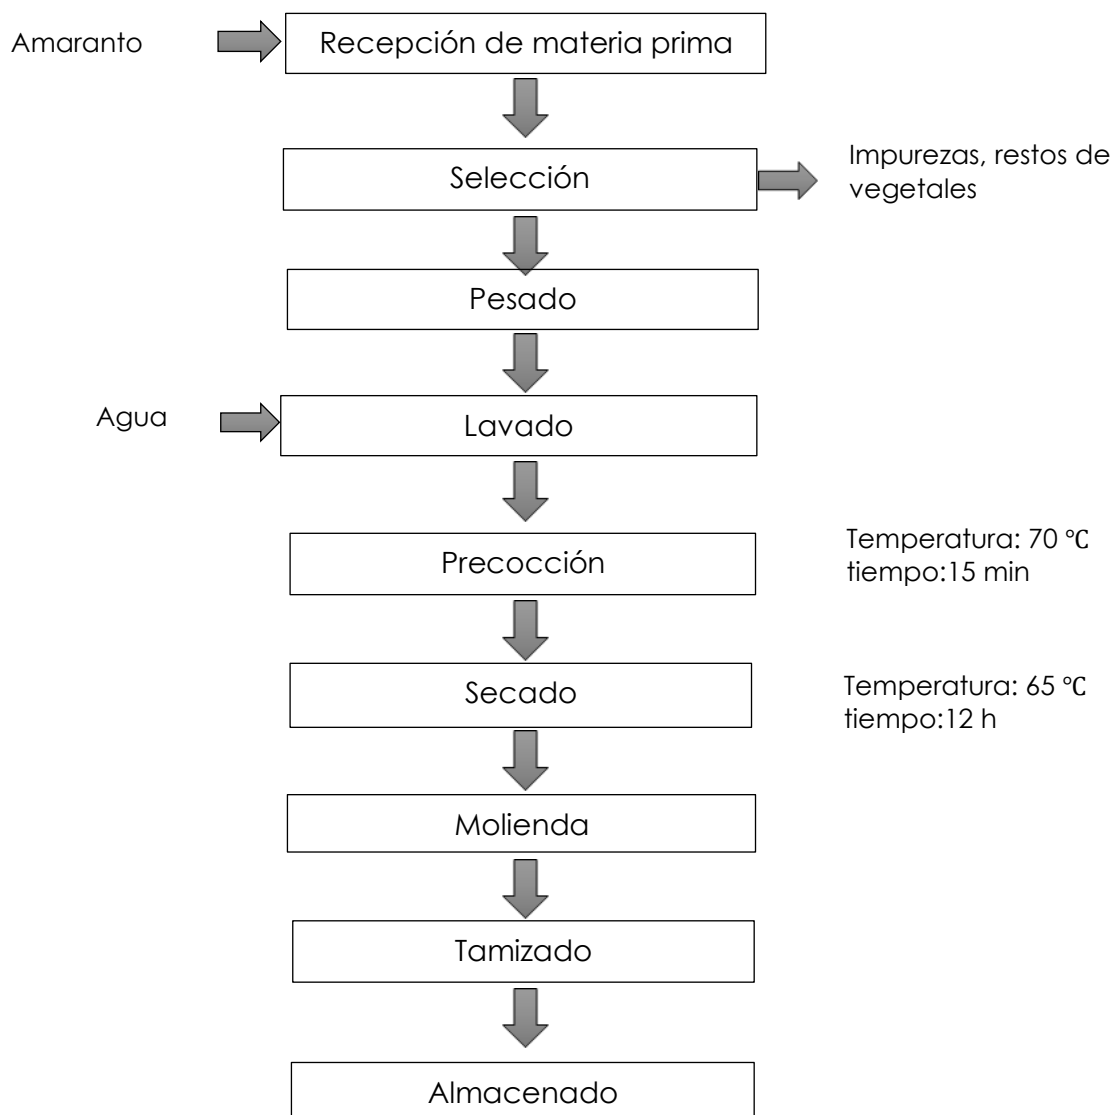 Amaranto
Recepción de materia prima
Selección
Impurezas, restos de
vegetales
Pesado
Agua
Lavado
Precocción
Temperatura: 70 °C
tiempo:15 min
Secado
Temperatura: 65 °C
tiempo:12 h
Molienda
Tamizado
Almacenado